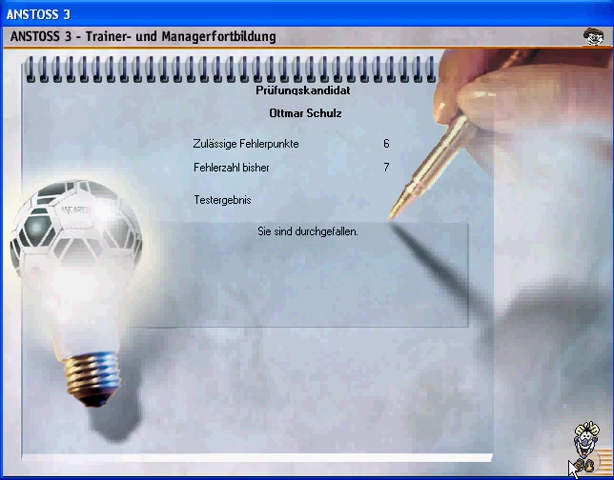 ANSTOSS 3
ANSTOSS 3 - Trainer- und Managerfortbildung
Prüfungskandidat
Ottmar Schulz
Zulässige Fehlerpunkte 6
Fehlerzahl bisher 7
Testergebnis
Sie sind durchgefallen.